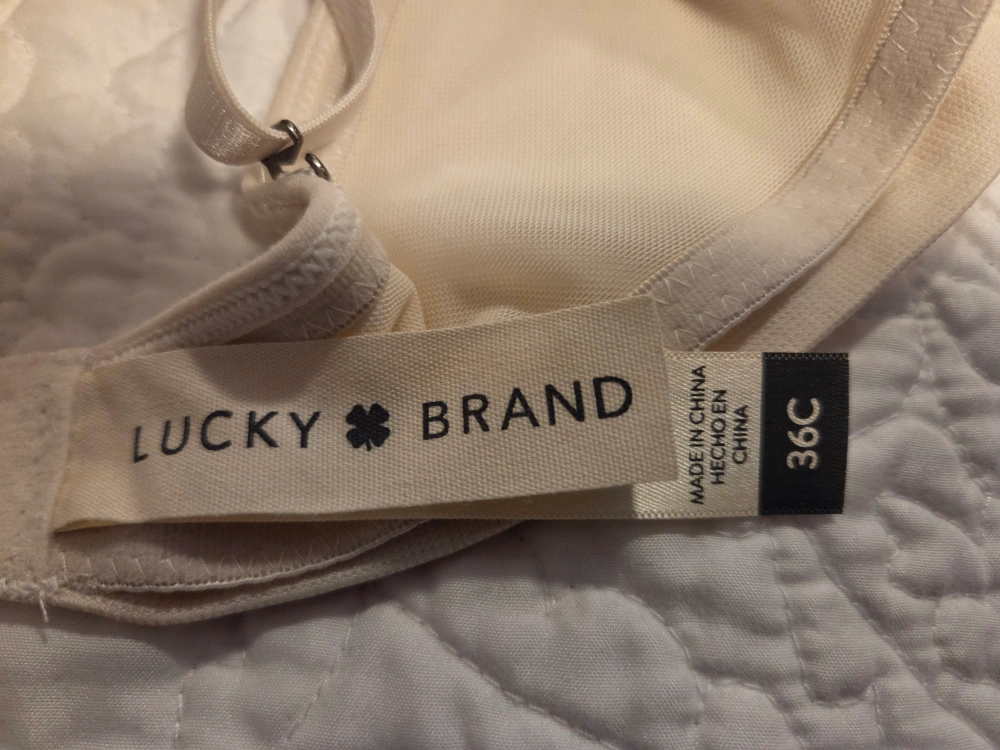 LUCKY BRAND
MADE IN CHINA
HECHO EN
CHINA
36C